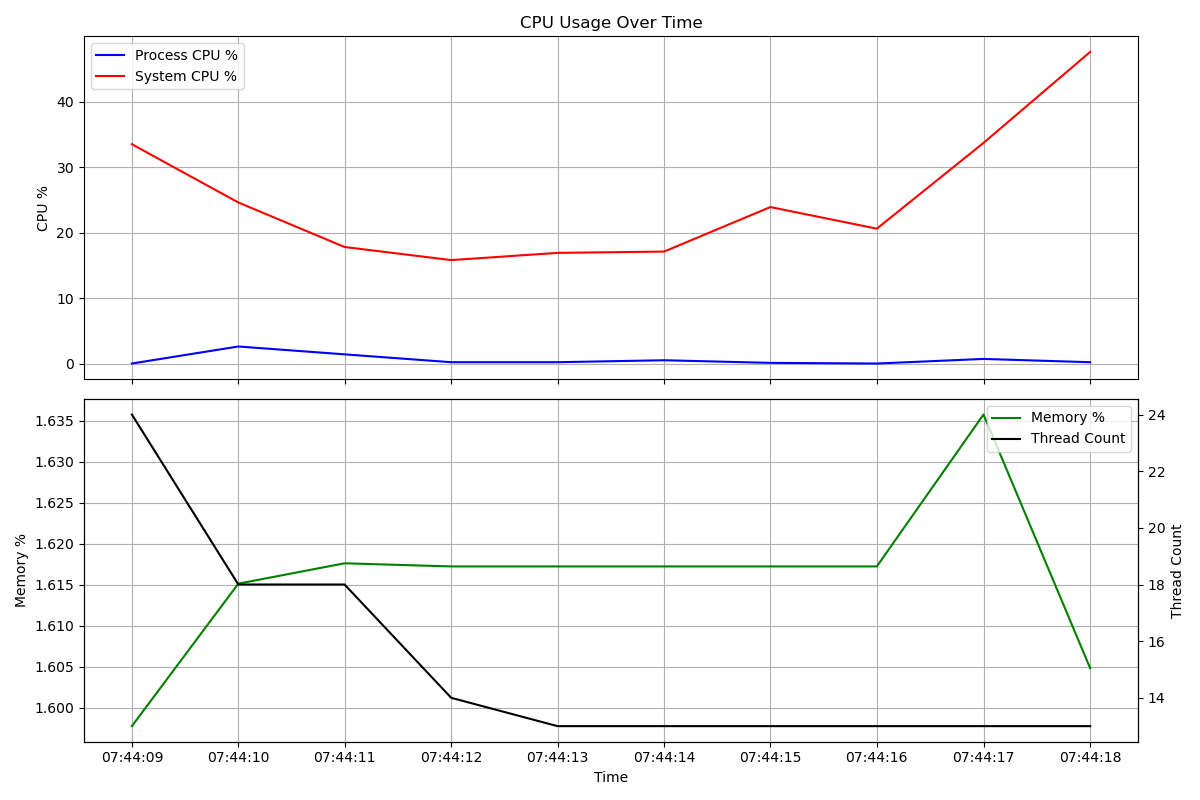 CPU Usage Over Time
Process CPU %
System CPU %
CPU %
40
30
20
10
0
Memory %
Thread Count
1.635
1.630
1.625
1.620
1.615
1.610
1.605
1.600
Memory %
24
22
20
18
16
14
Thread Count
07:44:09 07:44:10 07:44:11 07:44:12 07:44:13 07:44:14 07:44:15 07:44:16 07:44:17 07:44:18
Time